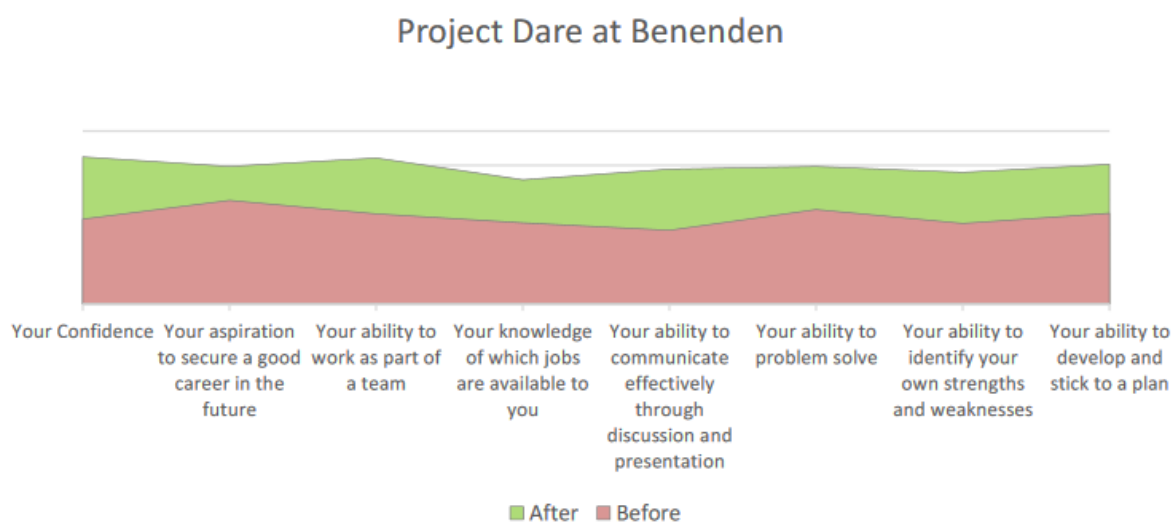 Project Dare at Benenden
Your Confidence
Your aspiration
to secure a good
career in the
future
Your ability to
work as part of
a team
Your knowledge
of which jobs
are available to
you
Your ability to
communicate
effectively
through
discussion and
presentation
Your ability to
problem solve
Your ability to
identify your
own strengths
and weaknesses
Your ability to
develop and
stick to a plan
After
Before